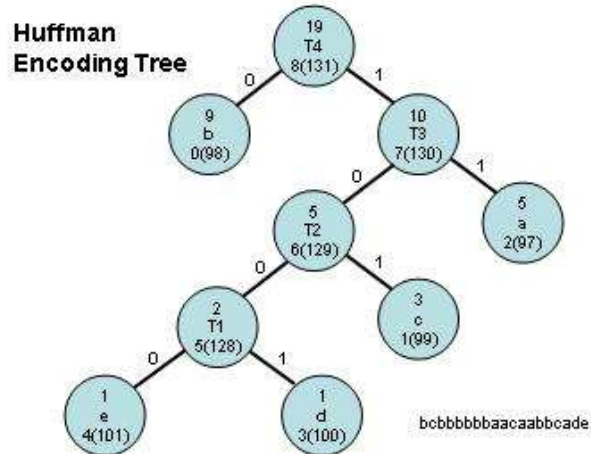 Huffman
Encoding Tree
19
T4
8(131)
0
1
9
b
0(98)
10
T3
7(130)
0
1
5
T2
6(129)
5
a
2(97)
0
1
2
T1
5(128)
3
c
1(99)
0
1
1
e
4(101)
1
d
3(100)
bcbbbbbbaacaabbcade